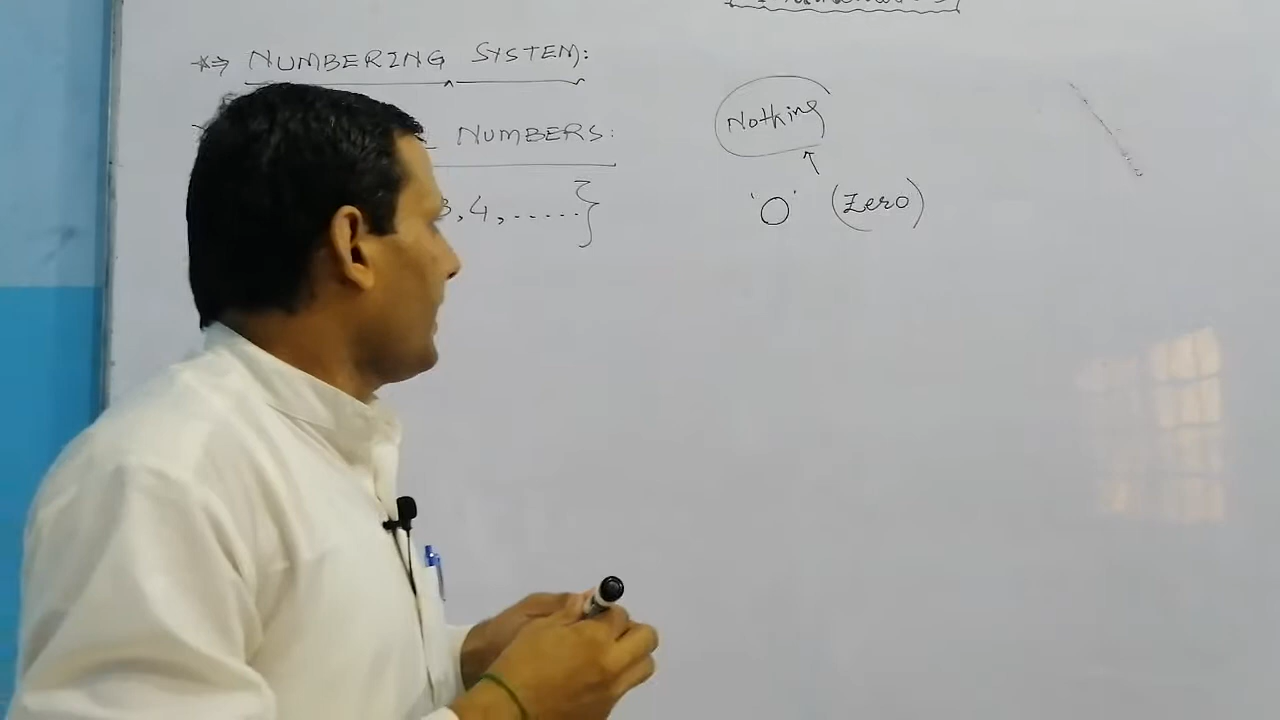 ⁎⇒ NUMBERING SYSTEM:
NUMBERS:
3, 4, .....}
Nothing
'0' (Zero)